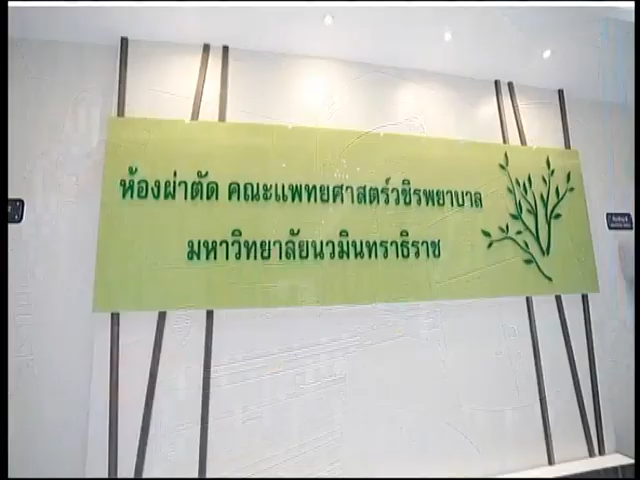 ห้องผ่าตัด คณะแพทยศาสตร์วชิรพยาบาล
มหาวิทยาลัยนวมินทราธิราช